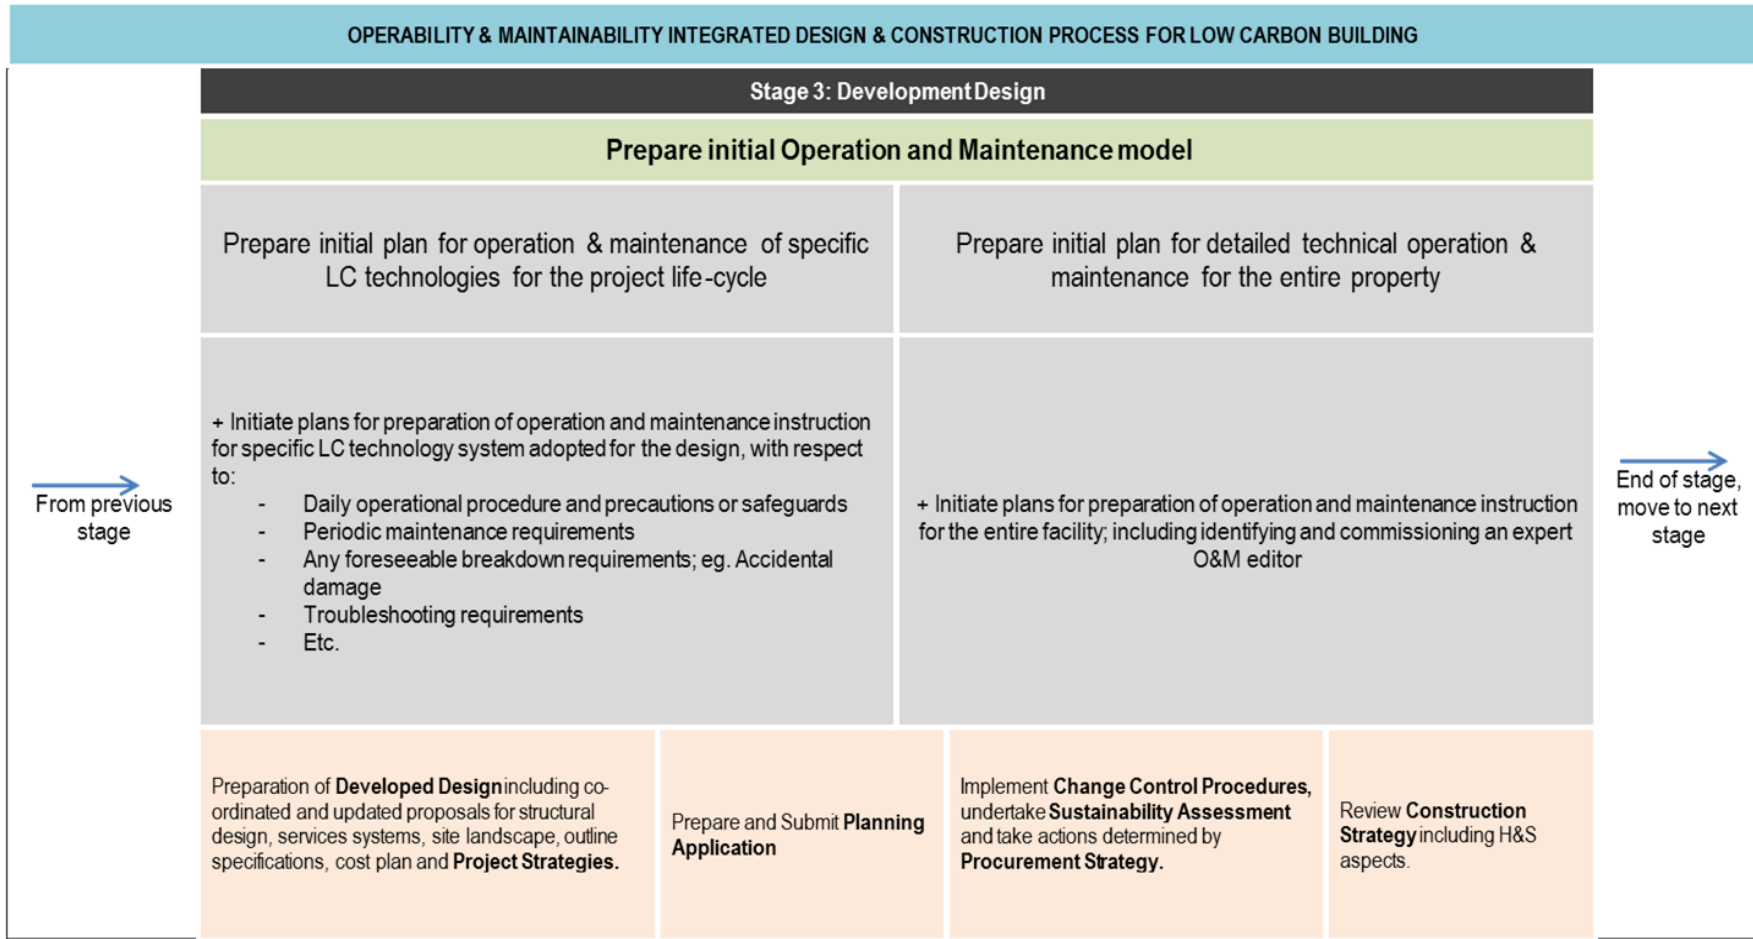 OPERABILITY & MAINTAINABILITY INTEGRATED DESIGN & CONSTRUCTION PROCESS FOR LOW CARBON BUILDING
Stage 3: Development Design
Prepare initial Operation and Maintenance model
Prepare initial plan for operation & maintenance of specific
LC technologies for the project life-cycle
Prepare initial plan for detailed technical operation &
maintenance for the entire property
From previous
stage
+ Initiate plans for preparation of operation and maintenance instruction
for specific LC technology system adopted for the design, with respect
to:
- Daily operational procedure and precautions or safeguards
- Periodic maintenance requirements
- Any foreseeable breakdown requirements; eg. Accidental
damage
- Troubleshooting requirements
- Etc.
+ Initiate plans for preparation of operation and maintenance instruction
for the entire facility; including identifying and commissioning an expert
O&M editor
End of stage,
move to next
stage
Preparation of Developed Design including co-
ordinated and updated proposals for structural
design, services systems, site landscape, outline
specifications, cost plan and Project Strategies.
Prepare and Submit Planning
Application
Implement Change Control Procedures,
undertake Sustainability Assessment
and take actions determined by
Procurement Strategy.
Review Construction
Strategy including H&S
aspects.